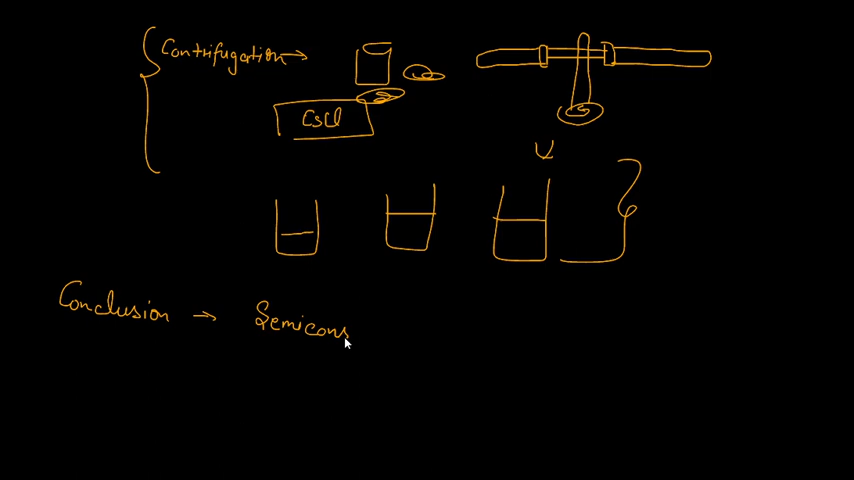 Centrifugation →
CsCl
Conclusion → Semicons